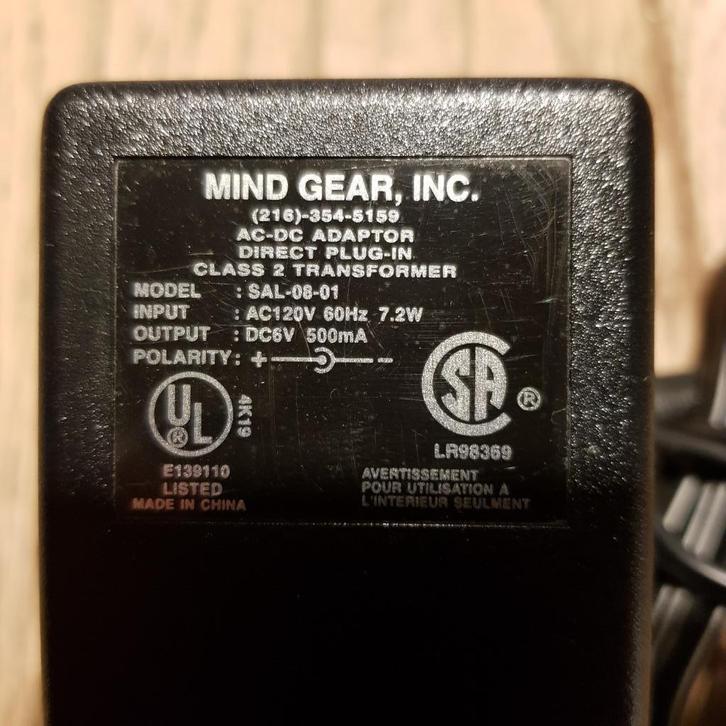 MIND GEAR, INC.
(216)-354-5159
AC-DC ADAPTOR
DIRECT PLUG-IN
CLASS 2 TRANSFORMER
MODEL : SAL-08-01
INPUT : AC120V 60Hz 7.2W
OUTPUT : DC6V 500mA
POLARITY: + -
UL ® 4K19
E139110
LISTED
MADE IN CHINA
SA ®
LR98369
AVERTISSEMENT
POUR UTILISATION A
L'INTERIEUR SEULMENT